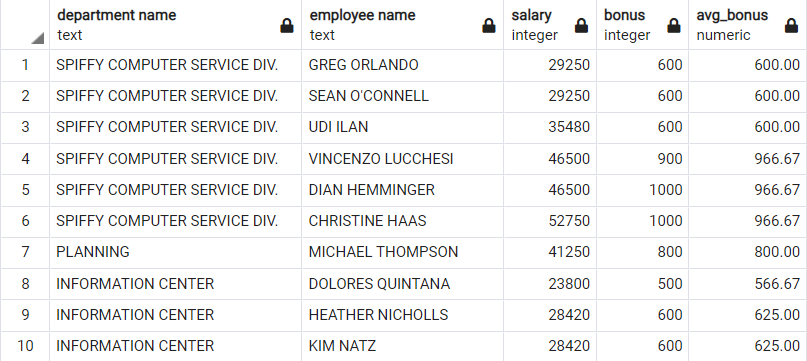 department name employee name salary bonus avg_bonus
text text integer integer numeric
1 SPIFFY COMPUTER SERVICE DIV. GREG ORLANDO 29250 600 600.00
2 SPIFFY COMPUTER SERVICE DIV. SEAN O'CONNELL 29250 600 600.00
3 SPIFFY COMPUTER SERVICE DIV. UDI ILAN 35480 600 600.00
4 SPIFFY COMPUTER SERVICE DIV. VINCENZO LUCCHESI 46500 900 966.67
5 SPIFFY COMPUTER SERVICE DIV. DIAN HEMMINGER 46500 1000 966.67
6 SPIFFY COMPUTER SERVICE DIV. CHRISTINE HAAS 52750 1000 966.67
7 PLANNING MICHAEL THOMPSON 41250 800 800.00
8 INFORMATION CENTER DOLORES QUINTANA 23800 500 566.67
9 INFORMATION CENTER HEATHER NICHOLLS 28420 600 625.00
10 INFORMATION CENTER KIM NATZ 28420 600 625.00